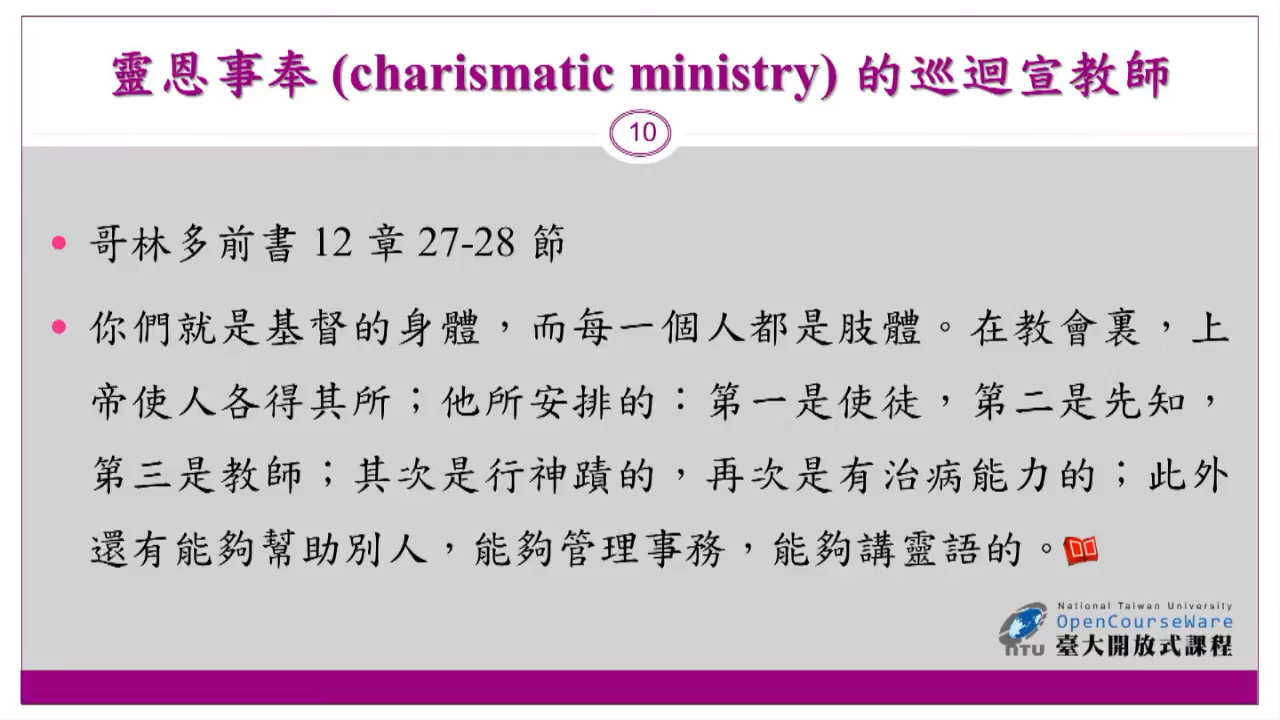 靈恩事奉 (charismatic ministry) 的巡迴宣教師
10
• 哥林多前書 12 章 27-28 節
• 你們就是基督的身體，而每一個人都是肢體。在教會裏，上
帝使人各得其所；他所安排的：第一是使徒，第二是先知，
第三是教師；其次是行神蹟的，再次是有治病能力的；此外
還有能夠幫助別人，能夠管理事務，能夠講靈語的。
National Taiwan University
OpenCourseWare
NTU 臺大開放式課程